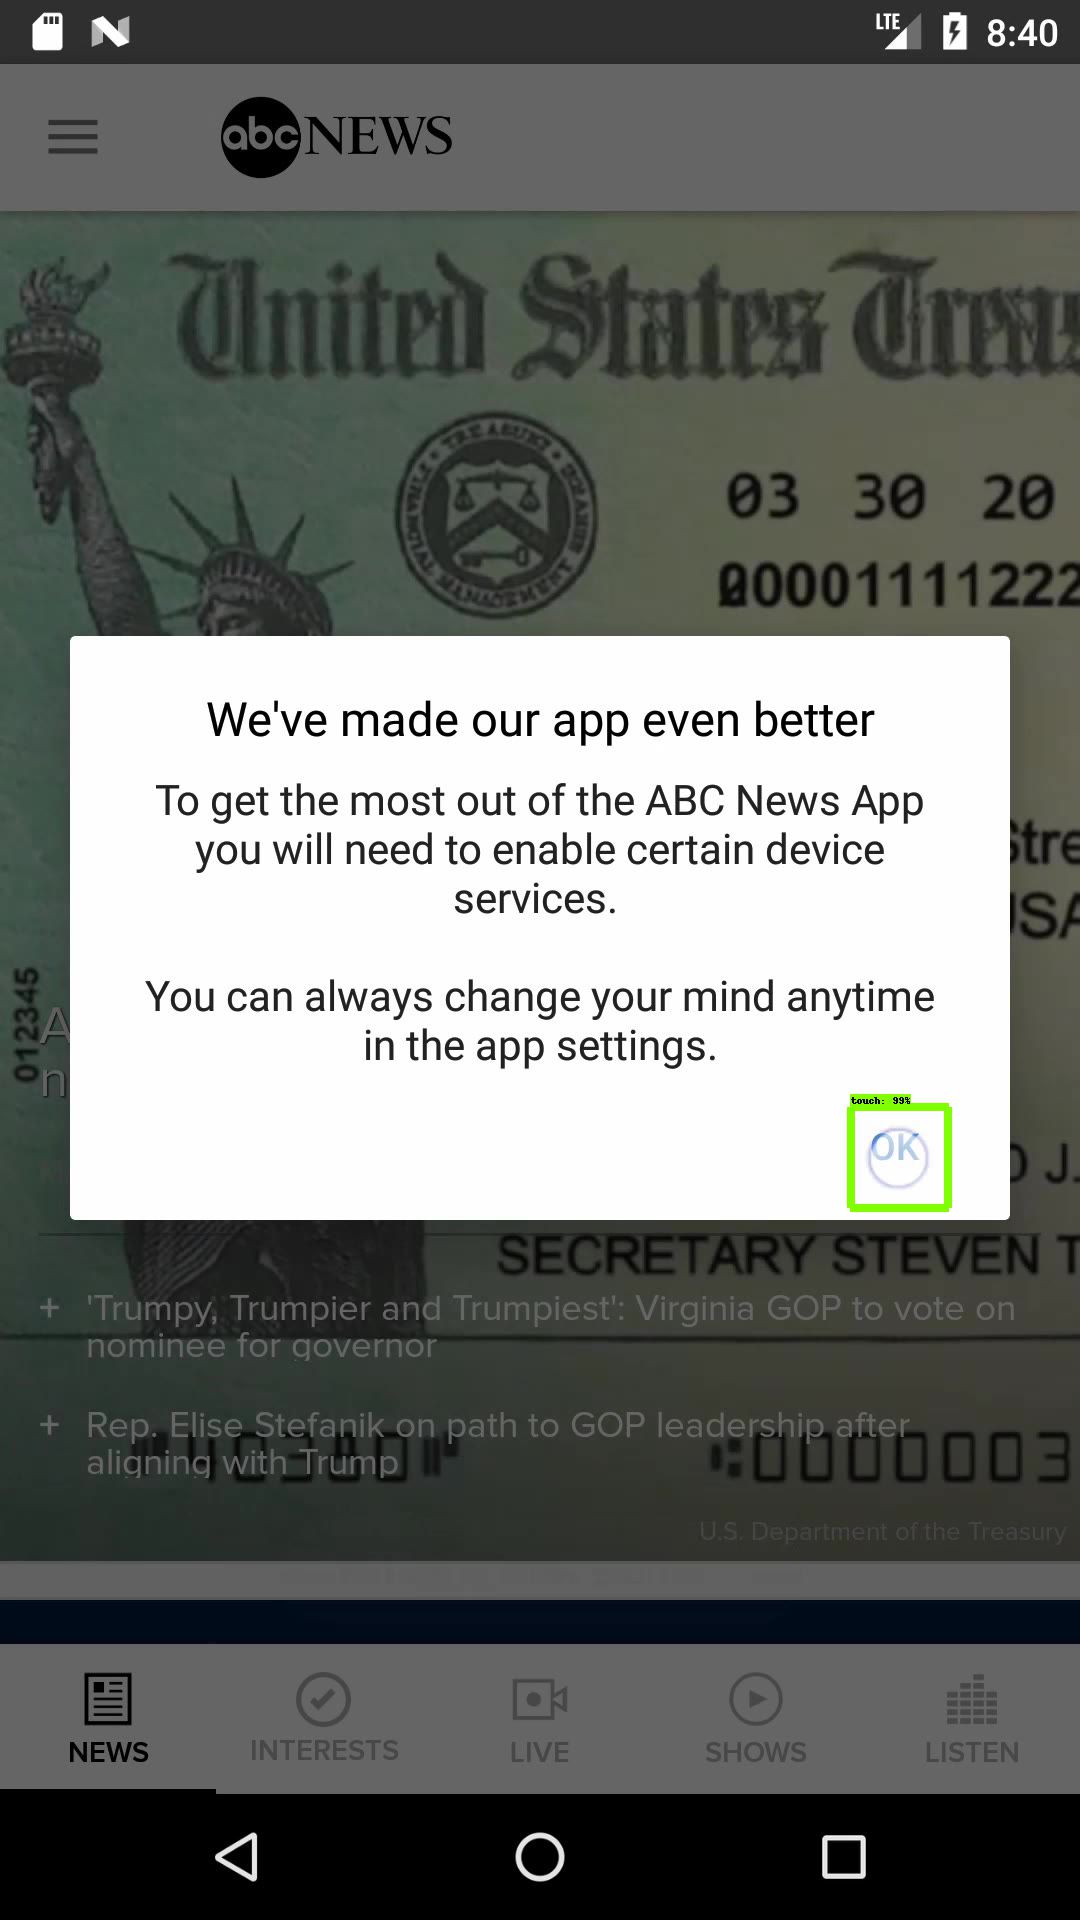 LTE 8:40
abc NEWS
United States Treas
TREASURY
03 30 20
00001111222
We've made our app even better
To get the most out of the ABC News App
you will need to enable certain device
services.
You can always change your mind anytime
in the app settings.
012345
touch: 99%
OK
SECRETARY STEVEN T
+ 'Trumpy, Trumpier and Trumpiest': Virginia GOP to vote on
nominee for governor
+ Rep. Elise Stefanik on path to GOP leadership after
aligning with Trump
U.S. Department of the Treasury
NEWS
INTERESTS
LIVE
SHOWS
LISTEN